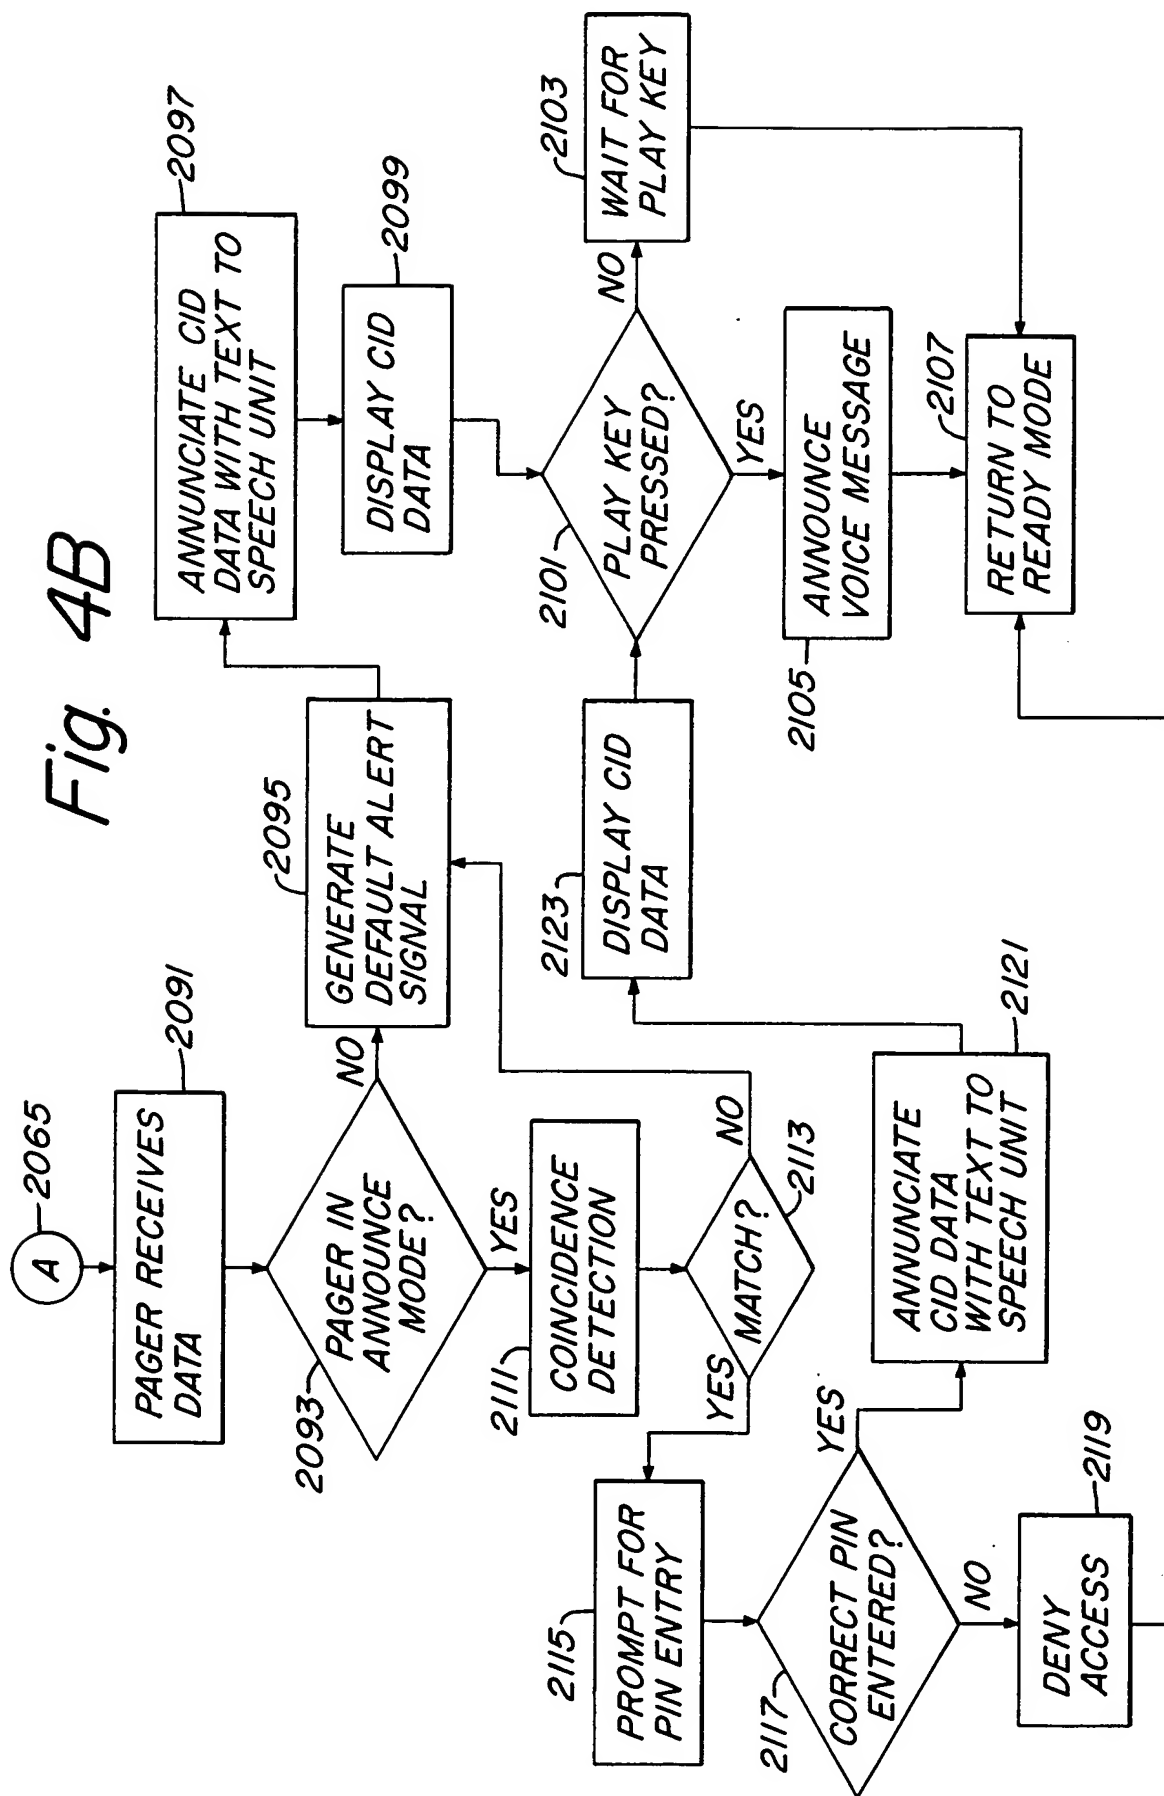 Fig. 4B
A
2065
PAGER RECEIVES
DATA
2091
PAGER IN
ANNOUNCE
MODE?
2093
NO
YES
GENERATE
DEFAULT ALERT
SIGNAL
2095
ANNUNCIATE CID
DATA WITH TEXT TO
SPEECH UNIT
2097
DISPLAY CID
DATA
2099
COINCIDENCE
DETECTION
2111
MATCH?
2113
NO
YES
PROMPT FOR
PIN ENTRY
2115
CORRECT PIN
ENTERED?
2117
YES
NO
DENY
ACCESS
2119
ANNUNCIATE
CID DATA
WITH TEXT TO
SPEECH UNIT
2121
DISPLAY CID
DATA
2123
PLAY KEY
PRESSED?
2101
NO
YES
WAIT FOR
PLAY KEY
2103
ANNOUNCE
VOICE MESSAGE
2105
RETURN TO
READY MODE
2107